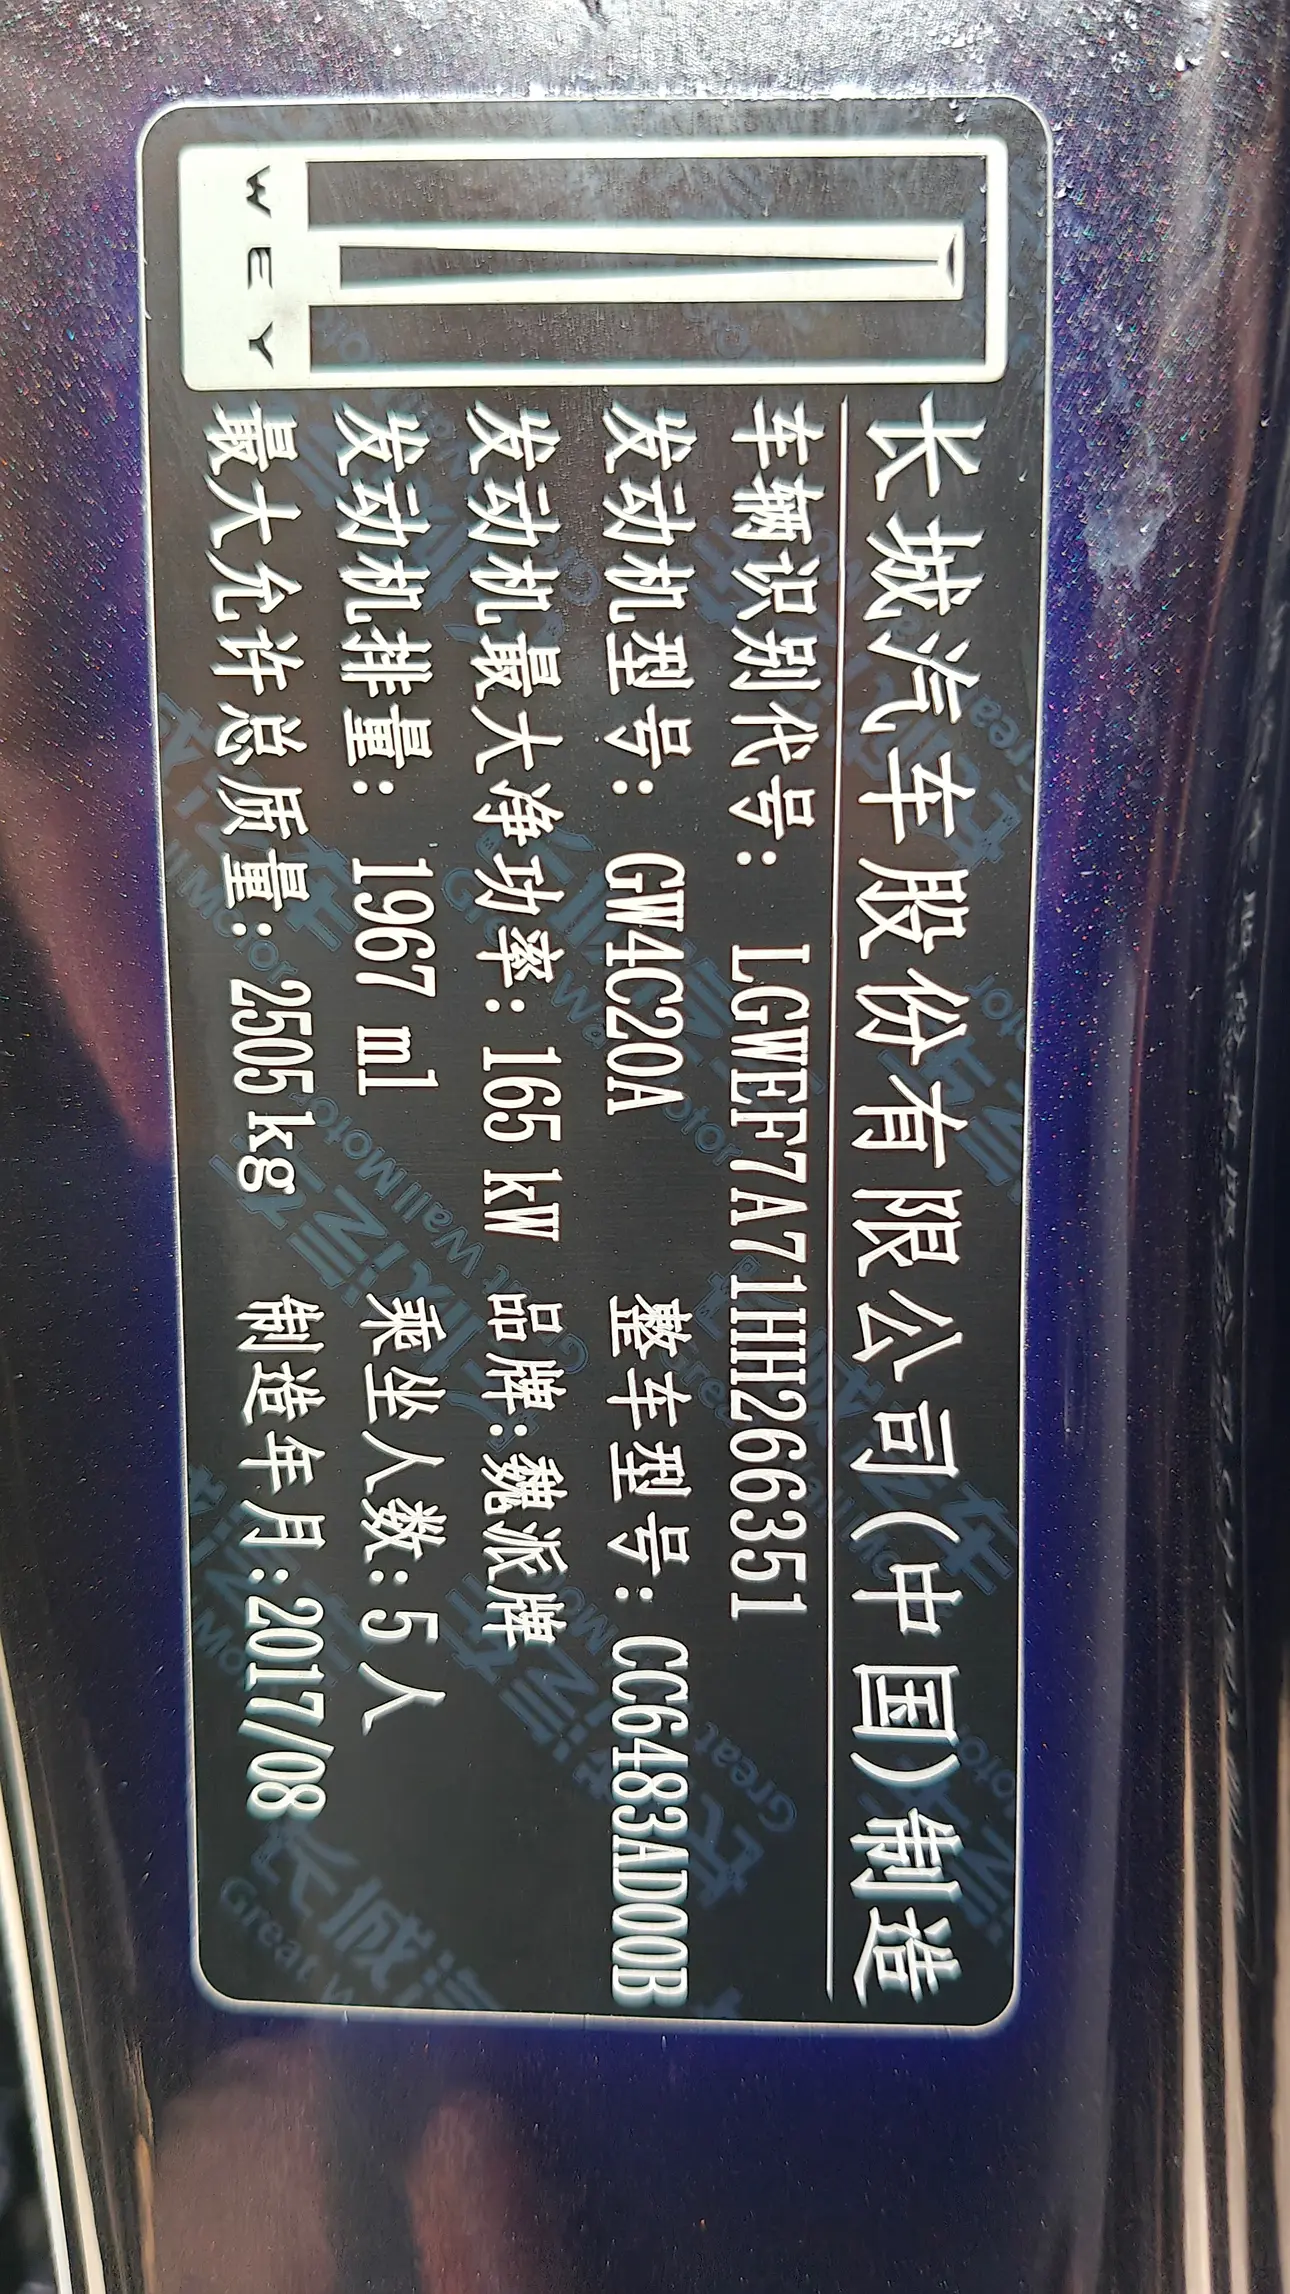 WEY
长城汽车股份有限公司(中国)制造
车辆识别代号: LGWEF7A71HH266351
发动机型号: GW4C20A 整车型号: CC6483AD00B
发动机最大净功率: 165 kW 品牌: 魏派牌
发动机排量: 1967 ml 乘坐人数: 5 人
最大允许总质量: 2505 kg 制造年月: 2017/08